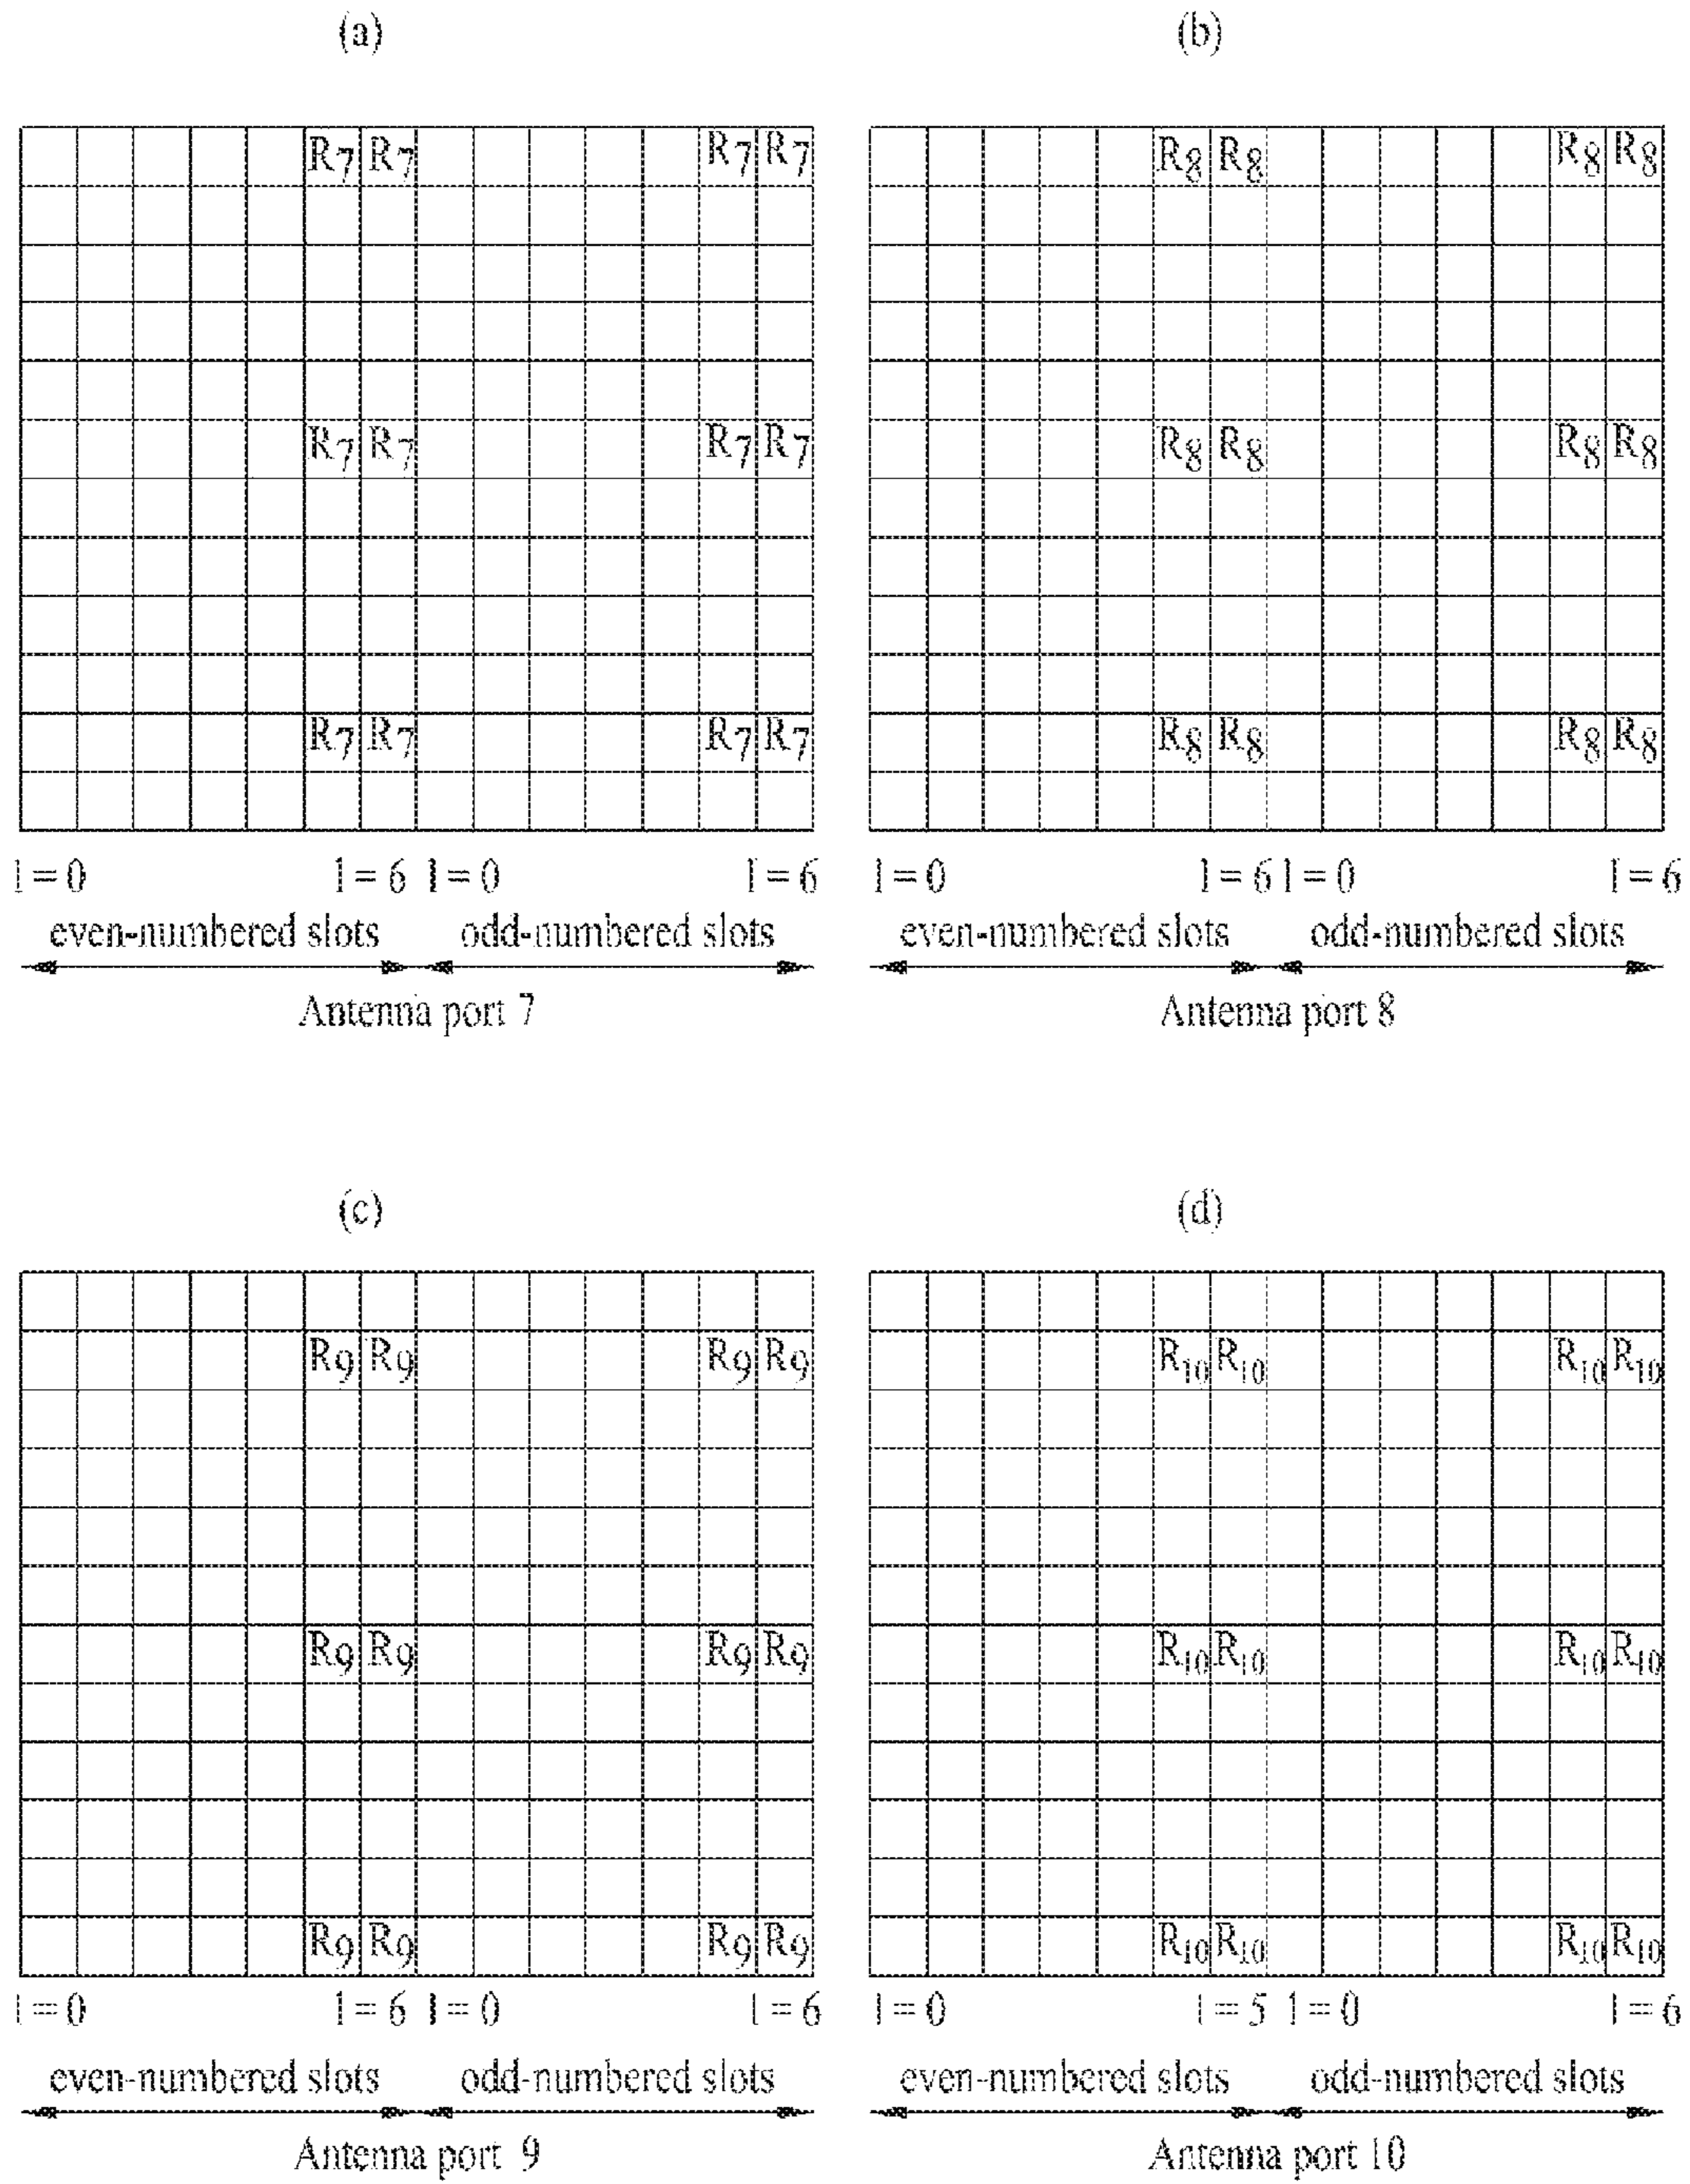 (a) (b)
R7 R7 R7 R7 R8 R8 R8 R8
R7 R7 R7 R7 R8 R8 R8 R8
R7 R7 R7 R7 R8 R8 R8 R8
l = 0 l = 6 l = 0 l = 6 l = 0 l = 6 l = 0 l = 6
even-numbered slots odd-numbered slots even-numbered slots odd-numbered slots
Antenna port 7 Antenna port 8
(c) (d)
R9 R9 R9 R9 R10 R10 R10 R10
R9 R9 R9 R9 R10 R10 R10 R10
R9 R9 R9 R9 R10 R10 R10 R10
l = 0 l = 6 l = 0 l = 6 l = 0 l = 5 l = 0 l = 6
even-numbered slots odd-numbered slots even-numbered slots odd-numbered slots
Antenna port 9 Antenna port 10